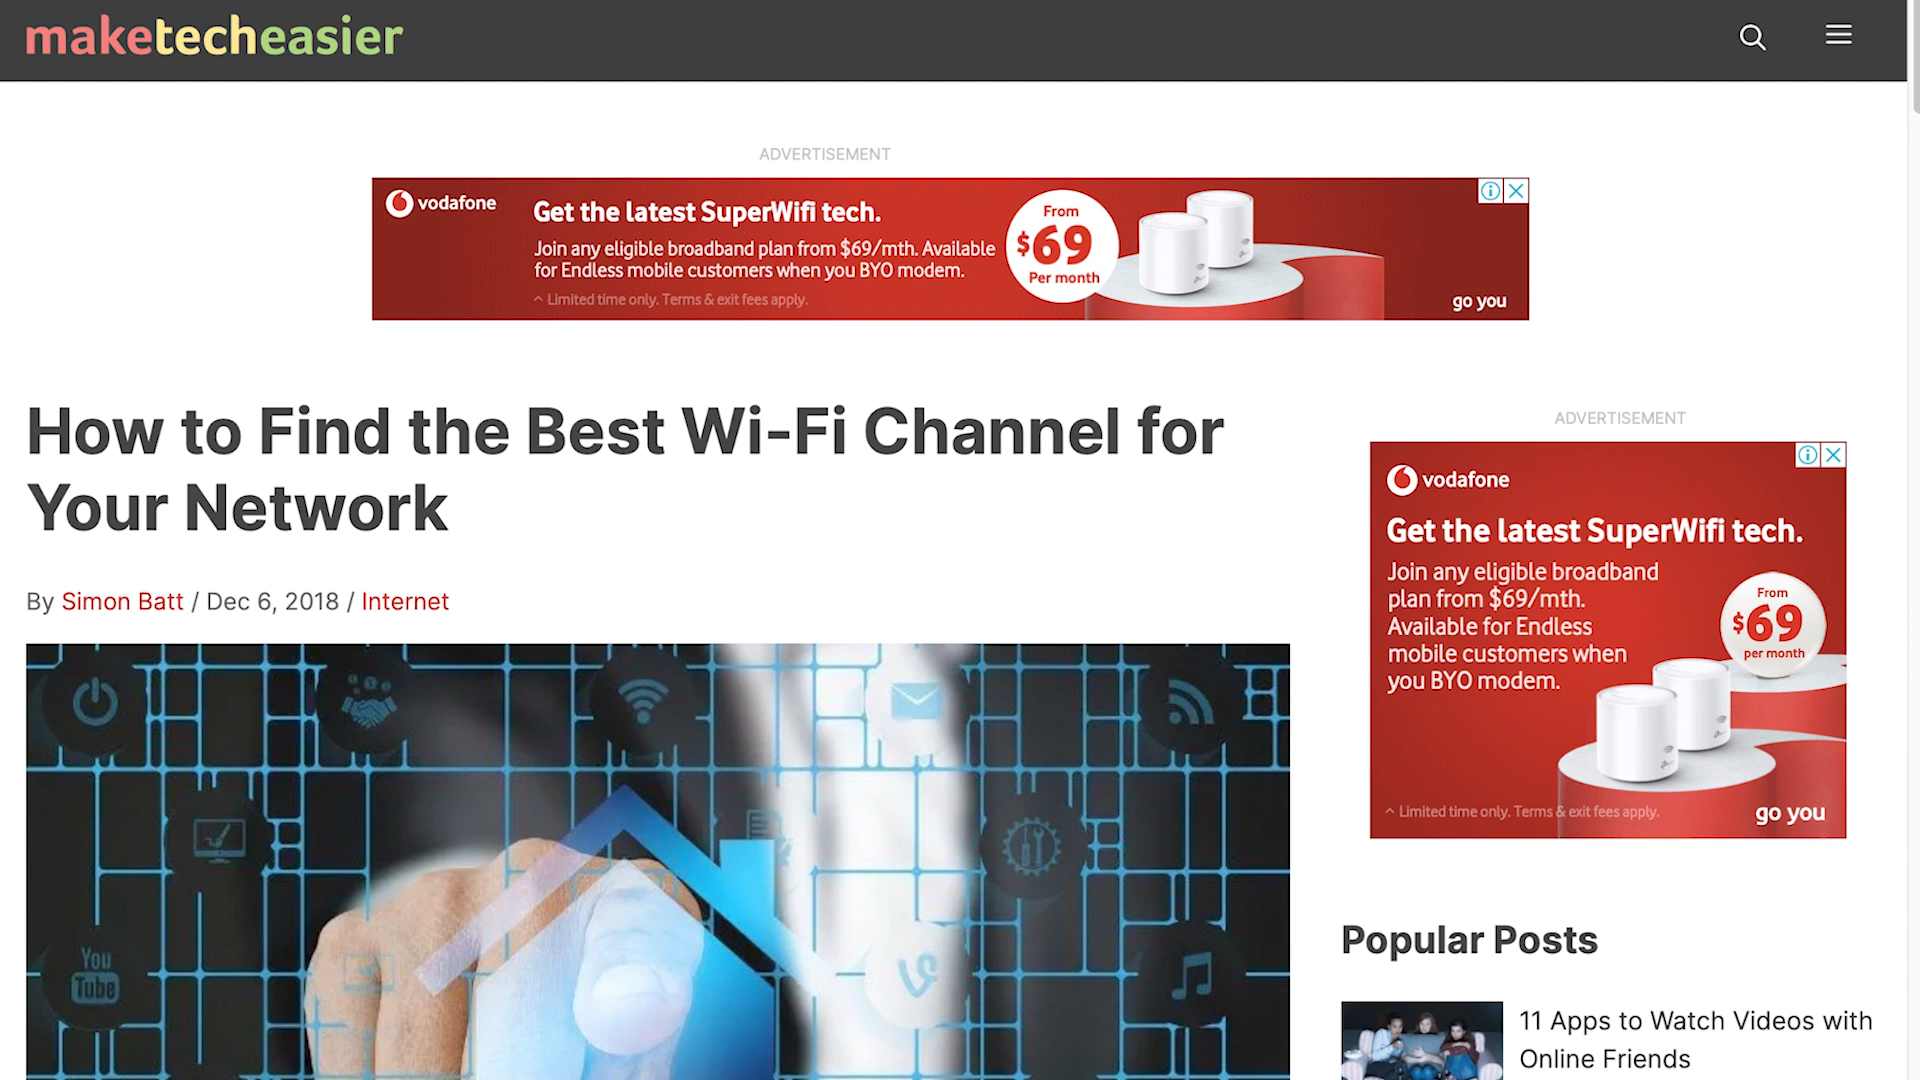 maketecheasier
ADVERTISEMENT
vodafone
Get the latest SuperWifi tech.
Join any eligible broadband plan from $69/mth. Available
for Endless mobile customers when you BYO modem.
^ Limited time only. Terms & exit fees apply.
From
$69
Per month
go you
How to Find the Best Wi-Fi Channel for
Your Network
By Simon Batt / Dec 6, 2018 / Internet
You
Tube
ADVERTISEMENT
vodafone
Get the latest SuperWifi tech.
Join any eligible broadband
plan from $69/mth.
Available for Endless
mobile customers when
you BYO modem.
From
$69
per month
^ Limited time only. Terms & exit fees apply.
go you
Popular Posts
11 Apps to Watch Videos with
Online Friends